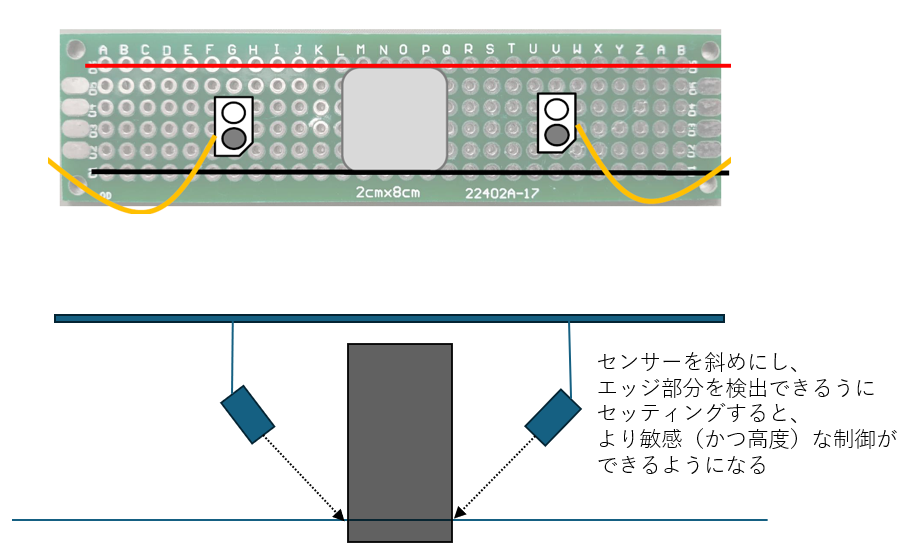 A B C D E F G H I J K L M N O P Q R S T U V W X Y Z A B
2cmx8cm 22402A-17
センサーを斜めにし、
エッジ部分を検出できるうに
セッティングすると、
より敏感（かつ高度）な制御が
できるようになる